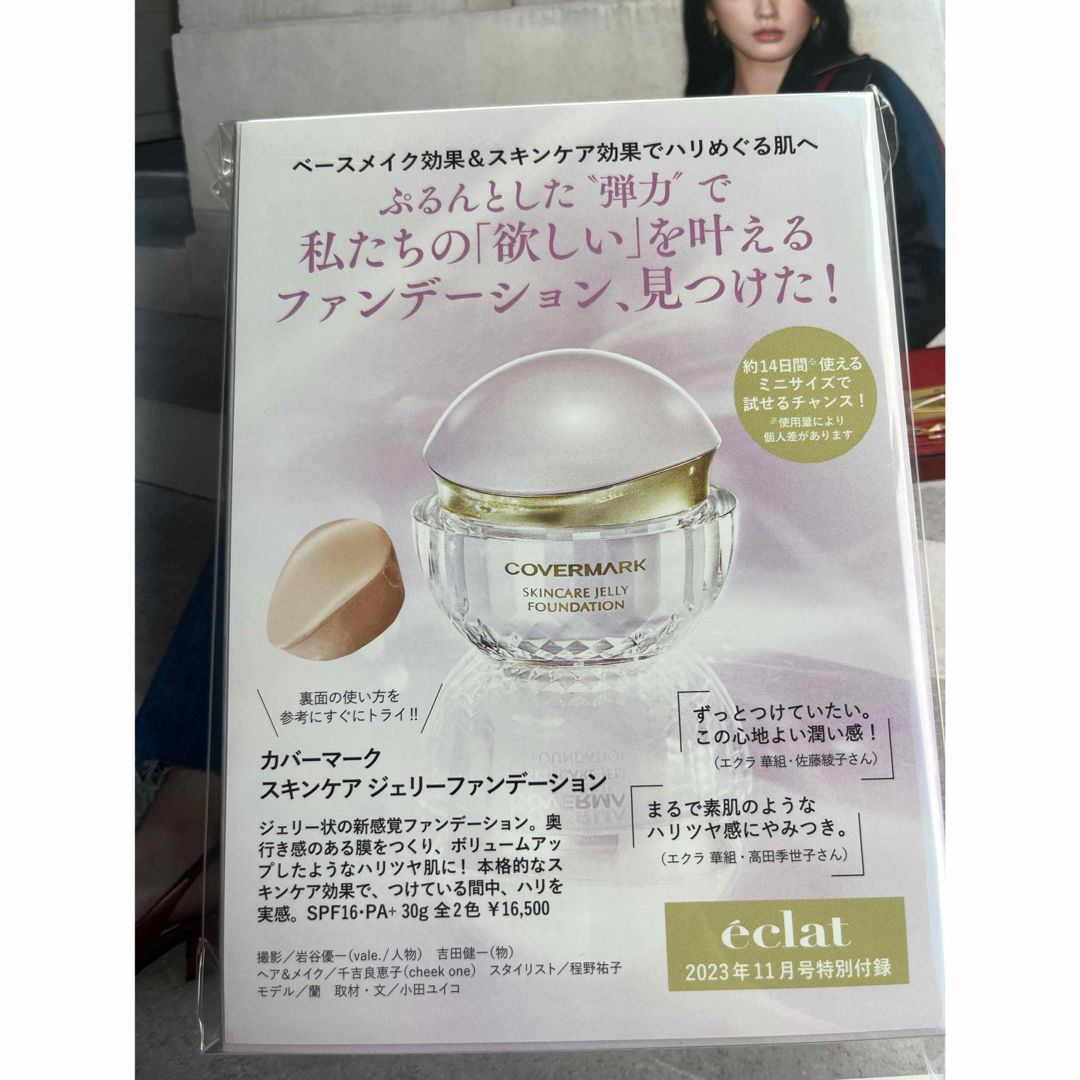 ベースメイク効果&スキンケア効果でハリめぐる肌へ
ぷるんとした〝弾力〟で
私たちの「欲しい」を叶える
ファンデーション、見つけた!
約14日間※使える
ミニサイズで
試せるチャンス!
※使用量により
個人差があります
COVERMARK
SKINCARE JELLY
FOUNDATION
裏面の使い方を
参考にすぐにトライ!!
カバーマーク
スキンケア ジェリーファンデーション
ジェリー状の新感覚ファンデーション。奥
行き感のある膜をつくり、ボリュームアッ
プしたようなハリツヤ肌に! 本格的なス
キンケア効果で、つけている間中、ハリを
実感。SPF16・PA+ 30g 全2色 ¥16,500
ずっとつけていたい。
この心地よい潤い感!
(エクラ 華組・佐藤綾子さん)
まるで素肌のような
ハリツヤ感にやみつき。
(エクラ 華組・高田季世子さん)
撮影/岩谷優一(vale./人物) 吉田健一(物)
ヘア&メイク/千吉良恵子(cheek one) スタイリスト/程野祐子
モデル/蘭 取材・文/小田ユイコ
éclat
2023年11月号特別付録